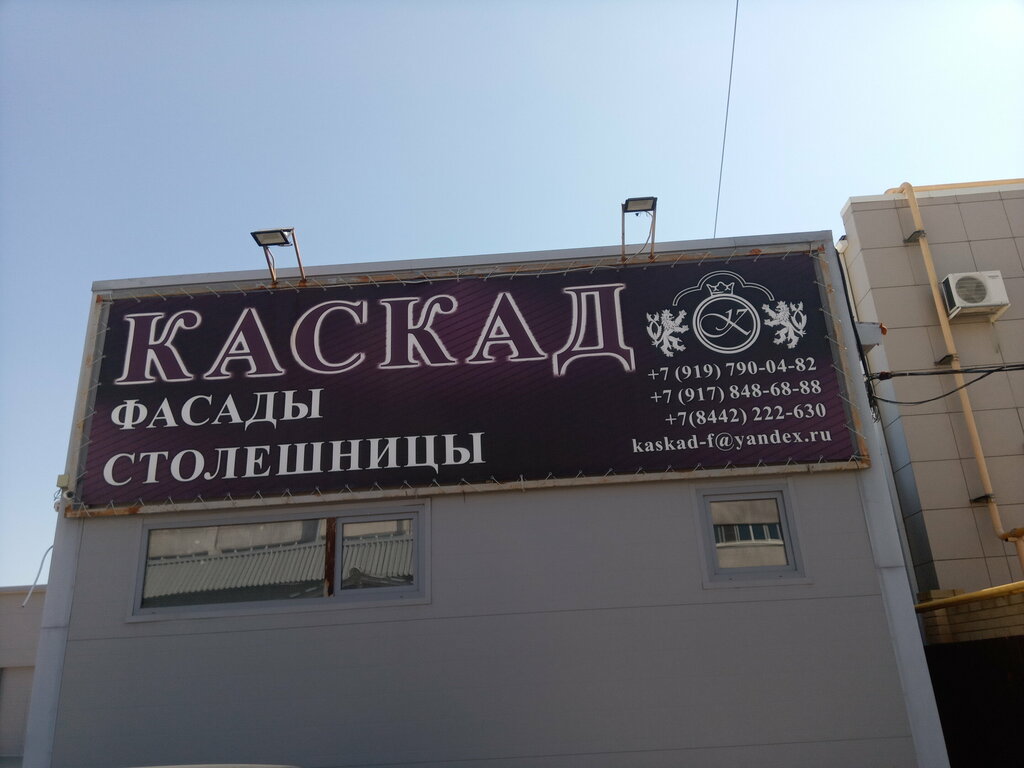 КАСКАД
ФАСАДЫ
СТОЛЕШНИЦЫ
К
+7 (919) 790-04-82
+7 (917) 848-68-88
+7(8442) 222-630
kaskad-f@yandex.ru